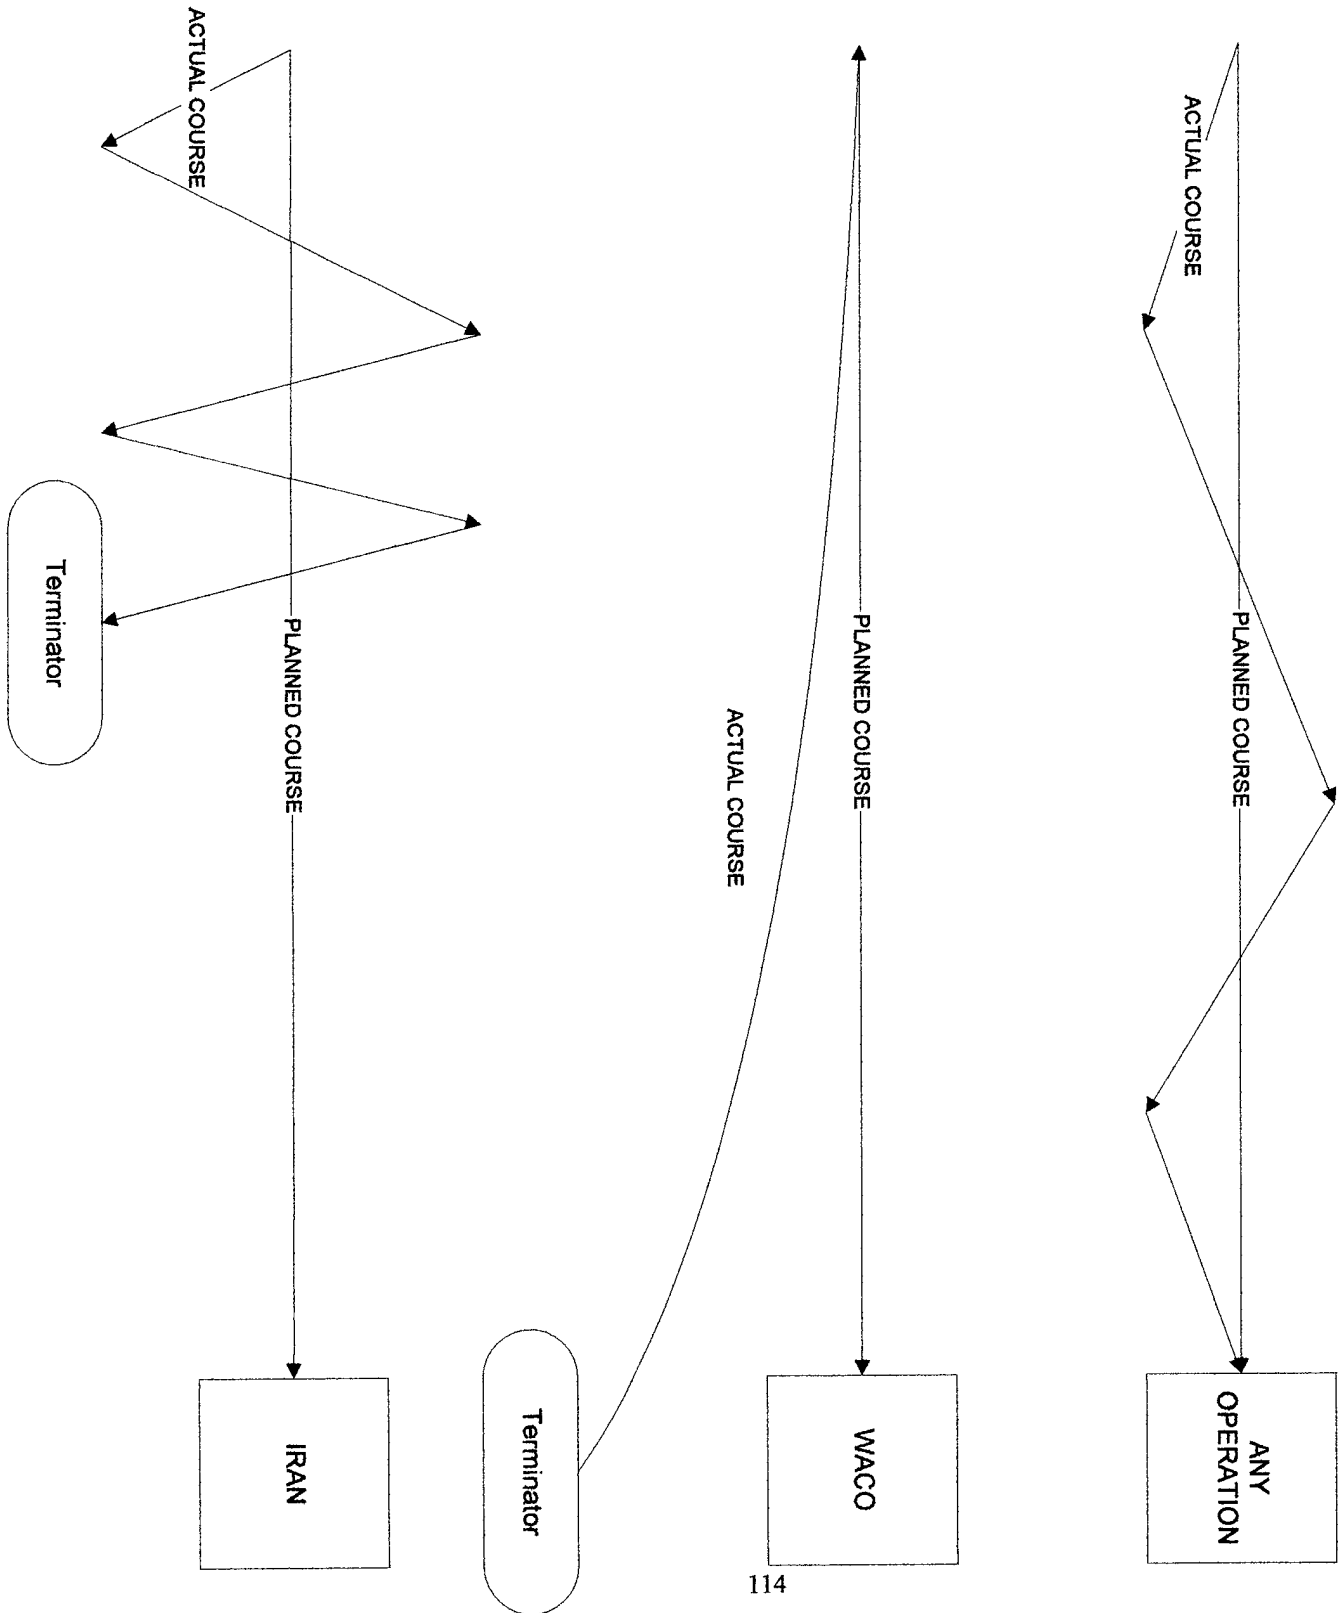 ACTUAL COURSE
PLANNED COURSE
ANY
OPERATION
PLANNED COURSE
ACTUAL COURSE
WACO
Terminator
ACTUAL COURSE
PLANNED COURSE
IRAN
Terminator
114